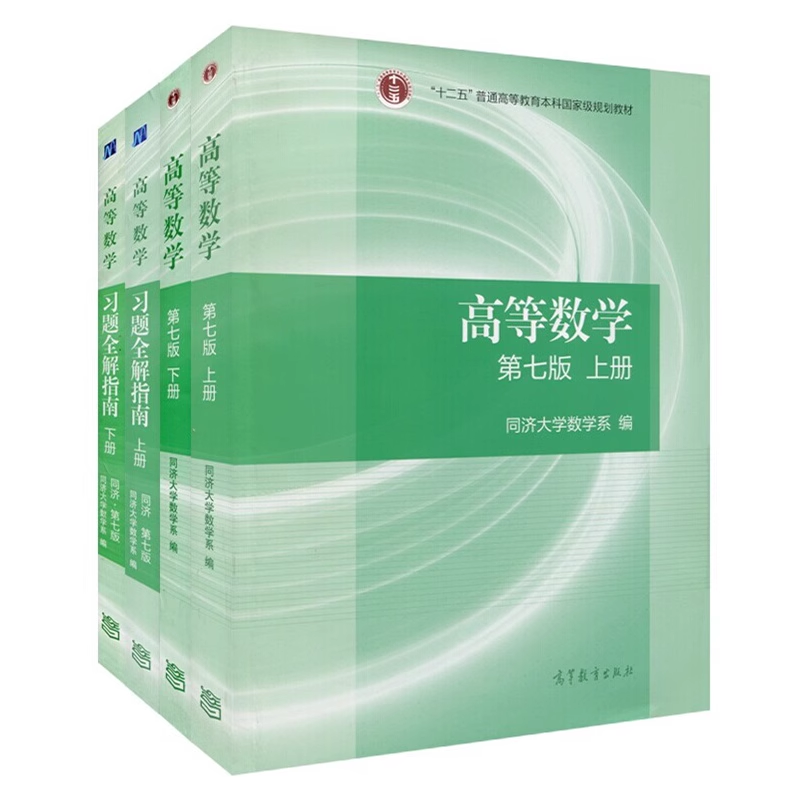 “十二五”普通高等教育本科国家级规划教材
高等数学
第七版 上册
同济大学数学系 编
高等教育出版社
高等数学
第七版 上册
同济大学数学系 编
高等数学
第七版 下册
同济大学数学系 编
高等数学
习题全解指南
上册
同济 第七版
同济大学数学系 编
高等数学
习题全解指南
下册
同济·第七版
同济大学数学系 编